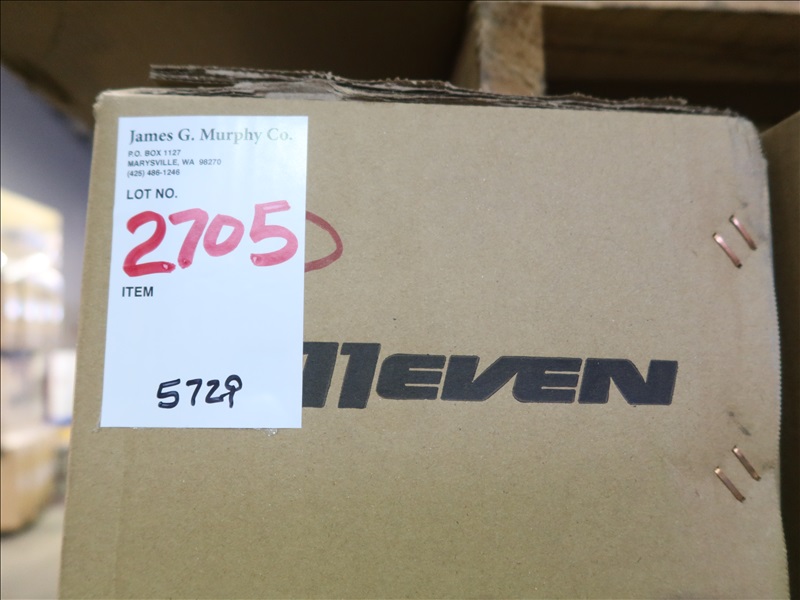 James G. Murphy Co.
P.O. BOX 1127
MARYSVILLE, WA 98270
(425) 486-1246
LOT NO.
2705
ITEM
5729
11EVEN